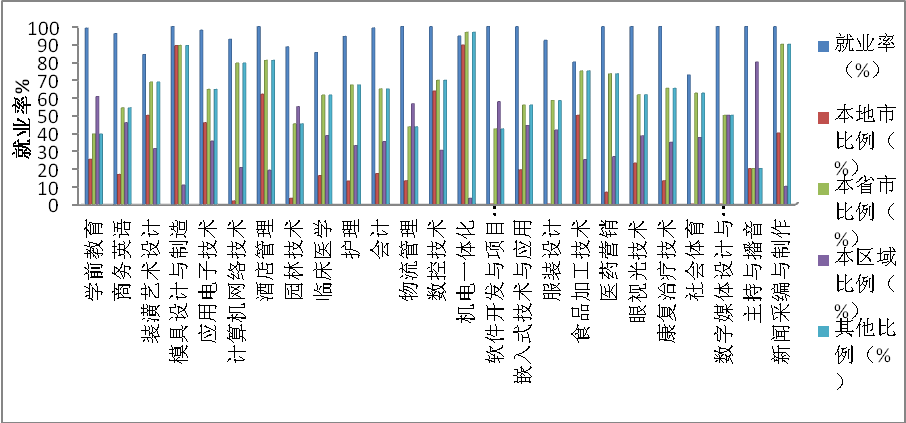 就业率%
100
90
80
70
60
50
40
30
20
10
0
学前教育
商务英语
装潢艺术设计
模具设计与制造
应用电子技术
计算机网络技术
酒店管理
园林技术
临床医学
护理
会计
物流管理
数控技术
机电一体化
软件开发与项目…
嵌入式技术与应用
服装设计
食品加工技术
医药营销
眼视光技术
康复治疗技术
社会体育
数字媒体设计与…
主持与播音
新闻采编与制作
就业率
（%）
本地市
比例（
%）
本省市
比例（
%）
本区域
比例（
%）
其他比
例（%
）